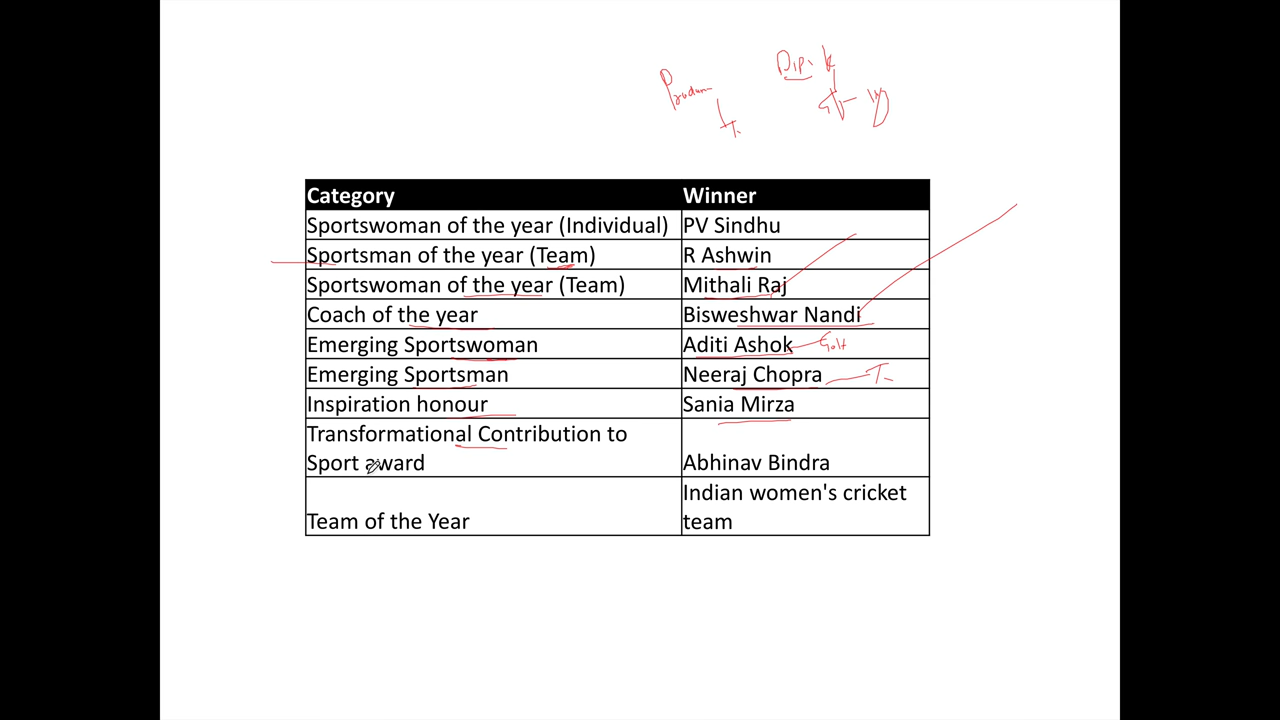 Category Winner
Sportswoman of the year (Individual) PV Sindhu
Sportsman of the year (Team) R Ashwin
Sportswoman of the year (Team) Mithali Raj
Coach of the year Bisweshwar Nandi
Emerging Sportswoman Aditi Ashok Golf
Emerging Sportsman Neeraj Chopra
Inspiration honour Sania Mirza
Transformational Contribution to
Sport award Abhinav Bindra
Indian women's cricket
Team of the Year team